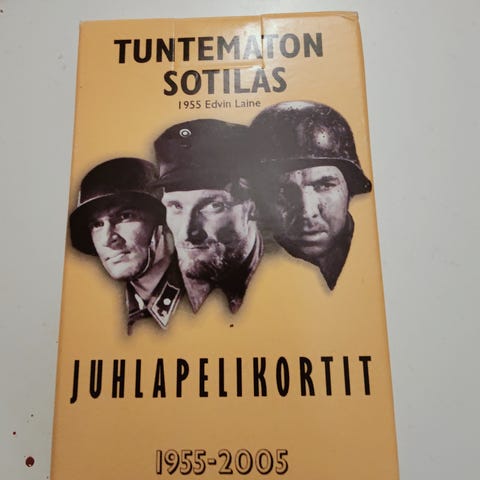 TUNTEMATON
SOTILAS
1955 Edvin Laine
JUHLAPELIKORTIT
1955-2005